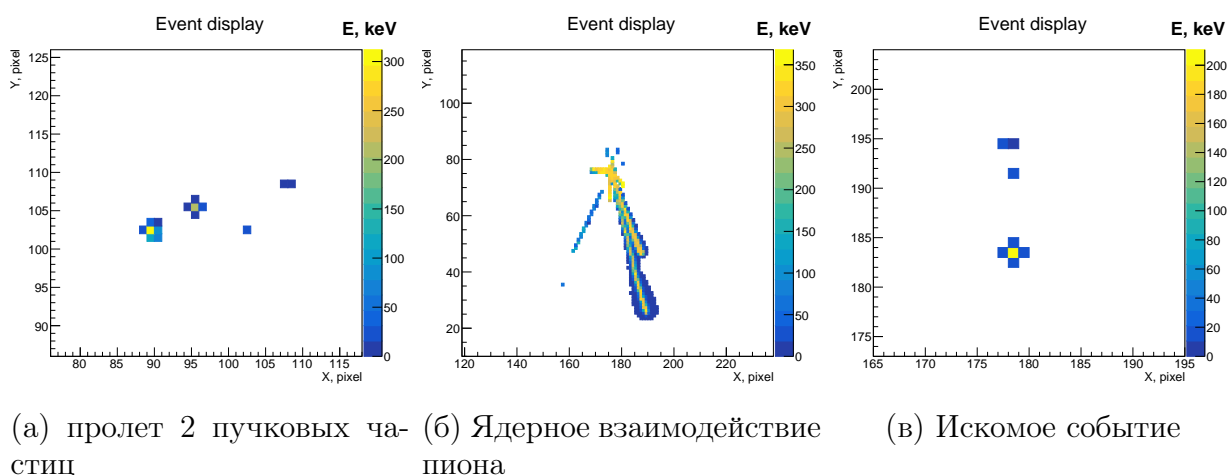 Event display
E, keV
Y, pixel
125
120
115
110
105
100
95
90
80 85 90 95 100 105 110 115
X, pixel
300
250
200
150
100
50
0
Event display
E, keV
Y, pixel
100
80
60
40
20
120 140 160 180 200 220
X, pixel
350
300
250
200
150
100
50
0
Event display
E, keV
Y, pixel
200
195
190
185
180
175
165 170 175 180 185 190 195
X, pixel
200
180
160
140
120
100
80
60
40
20
0
(а) пролет 2 пучковых ча-
стиц
(б) Ядерное взаимодействие
пиона
(в) Искомое событие